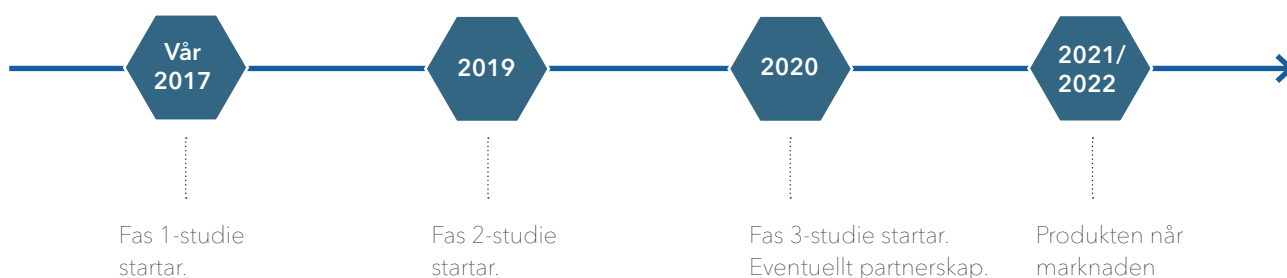 Vår
2017
2019
2020
2021/
2022
Fas 1-studie
startar.
Fas 2-studie
startar.
Fas 3-studie startar.
Eventuellt partnerskap.
Produkten når
marknaden